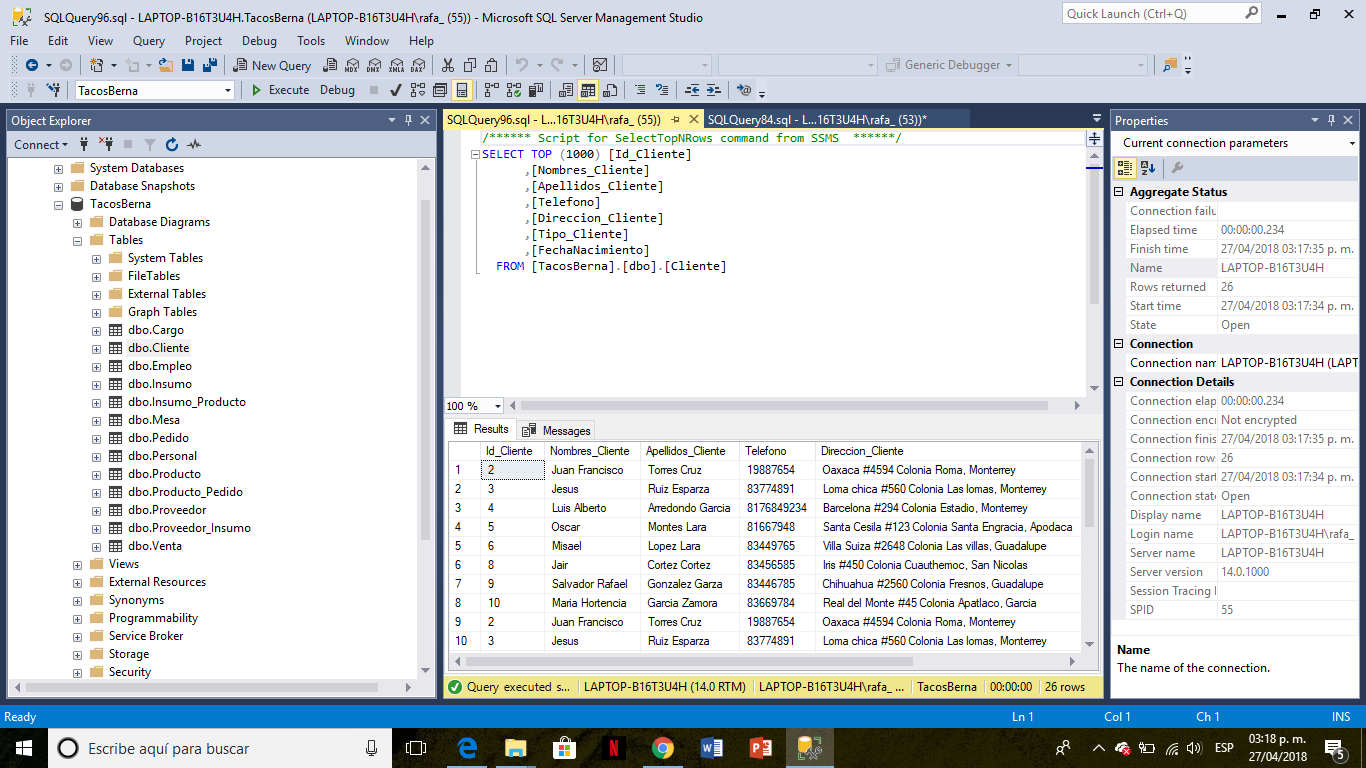 SQLQuery96.sql - LAPTOP-B16T3U4H.TacosBerna (LAPTOP-B16T3U4H\rafa_ (55)) - Microsoft SQL Server Management Studio
Quick Launch (Ctrl+Q)
File Edit View Query Project Debug Tools Window Help
New Query MDX DMX XMLA DAX Generic Debugger
TacosBerna Execute Debug
Object Explorer
Connect
System Databases
Database Snapshots
TacosBerna
Database Diagrams
Tables
System Tables
FileTables
External Tables
Graph Tables
dbo.Cargo
dbo.Cliente
dbo.Empleo
dbo.Insumo
dbo.Insumo_Producto
dbo.Mesa
dbo.Pedido
dbo.Personal
dbo.Producto
dbo.Producto_Pedido
dbo.Proveedor
dbo.Proveedor_Insumo
dbo.Venta
Views
External Resources
Synonyms
Programmability
Service Broker
Storage
Security
SQLQuery96.sql - L...16T3U4H\rafa_ (55)) SQLQuery84.sql - L...16T3U4H\rafa_ (53))*
/****** Script for SelectTopNRows command from SSMS ******/
SELECT TOP (1000) [Id_Cliente]
,[Nombres_Cliente]
,[Apellidos_Cliente]
,[Telefono]
,[Direccion_Cliente]
,[Tipo_Cliente]
,[FechaNacimiento]
FROM [TacosBerna].[dbo].[Cliente]
100 %
Results Messages
Id_Cliente Nombres_Cliente Apellidos_Cliente Telefono Direccion_Cliente
1 2 Juan Francisco Torres Cruz 19887654 Oaxaca #4594 Colonia Roma, Monterrey
2 3 Jesus Ruiz Esparza 83774891 Loma chica #560 Colonia Las lomas, Monterrey
3 4 Luis Alberto Arredondo Garcia 8176849234 Barcelona #294 Colonia Estadio, Monterrey
4 5 Oscar Montes Lara 81667948 Santa Cesila #123 Colonia Santa Engracia, Apodaca
5 6 Misael Lopez Lara 83449765 Villa Suiza #2648 Colonia Las villas, Guadalupe
6 8 Jair Cortez Cortez 83456585 Iris #450 Colonia Cuauthemoc, San Nicolas
7 9 Salvador Rafael Gonzalez Garza 83446785 Chihuahua #2560 Colonia Fresnos, Guadalupe
8 10 Maria Hortencia Garcia Zamora 83669784 Real del Monte #45 Colonia Apatlaco, Garcia
9 2 Juan Francisco Torres Cruz 19887654 Oaxaca #4594 Colonia Roma, Monterrey
10 3 Jesus Ruiz Esparza 83774891 Loma chica #560 Colonia Las lomas, Monterrey
Query executed s... LAPTOP-B16T3U4H (14.0 RTM) LAPTOP-B16T3U4H\rafa_ ... TacosBerna 00:00:00 26 rows
Properties
Current connection parameters
Aggregate Status
Connection failu
Elapsed time 00:00:00.234
Finish time 27/04/2018 03:17:35 p. m.
Name LAPTOP-B16T3U4H
Rows returned 26
Start time 27/04/2018 03:17:34 p. m.
State Open
Connection
Connection nam LAPTOP-B16T3U4H (LAPT
Connection Details
Connection elap 00:00:00.234
Connection encr Not encrypted
Connection finis 27/04/2018 03:17:35 p. m.
Connection rows 26
Connection start 27/04/2018 03:17:34 p. m.
Connection state Open
Display name LAPTOP-B16T3U4H
Login name LAPTOP-B16T3U4H\rafa_
Server name LAPTOP-B16T3U4H
Server version 14.0.1000
Session Tracing I
SPID 55
Name
The name of the connection.
Ready Ln 1 Col 1 Ch 1 INS
Escribe aquí para buscar
ESP
03:18 p. m.
27/04/2018
5